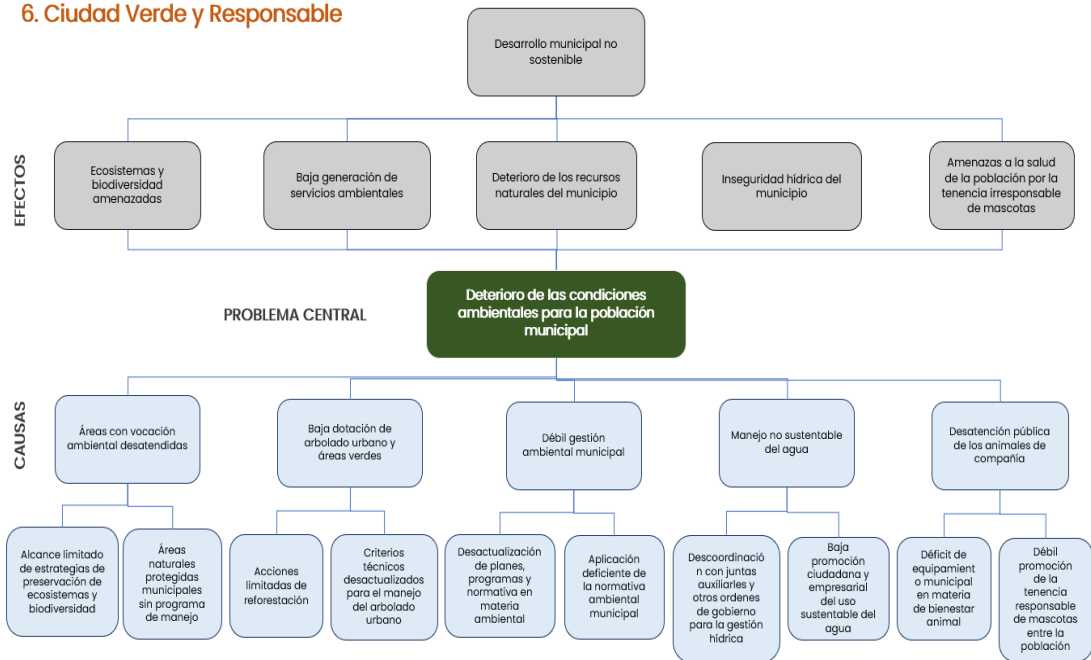 6. Ciudad Verde y Responsable
Desarrollo municipal no
sostenible
EFECTOS
Ecosistemas y
biodiversidad
amenazadas
Baja generación de
servicios ambientales
Deterioro de los recursos
naturales del municipio
Inseguridad hídrica del
municipio
Amenazas a la salud
de la población por la
tenencia irresponsable
de mascotas
PROBLEMA CENTRAL
Deterioro de las condiciones
ambientales para la población
municipal
CAUSAS
Áreas con vocación
ambiental desatendidas
Baja dotación de
arbolado urbano y
áreas verdes
Débil gestión
ambiental municipal
Manejo no sustentable
del agua
Desatención pública
de los animales de
compañía
Alcance limitado
de estrategias de
preservación de
ecosistemas y
biodiversidad
Áreas
naturales
protegidas
municipales
sin programa
de manejo
Acciones
limitadas de
reforestación
Criterios
técnicos
desactualizados
para el manejo
del arbolado
urbano
Desactualización
de planes,
programas y
normativa en
materia
ambiental
Aplicación
deficiente de
la normativa
ambiental
municipal
Descoordinació
n con juntas
auxiliares y
otros ordenes
de gobierno
para la gestión
hídrica
Baja
promoción
ciudadana y
empresarial
del uso
sustentable del
agua
Déficit de
equipamient
o municipal
en materia
de bienestar
animal
Débil
promoción
de la
tenencia
responsable
de mascotas
entre la
población